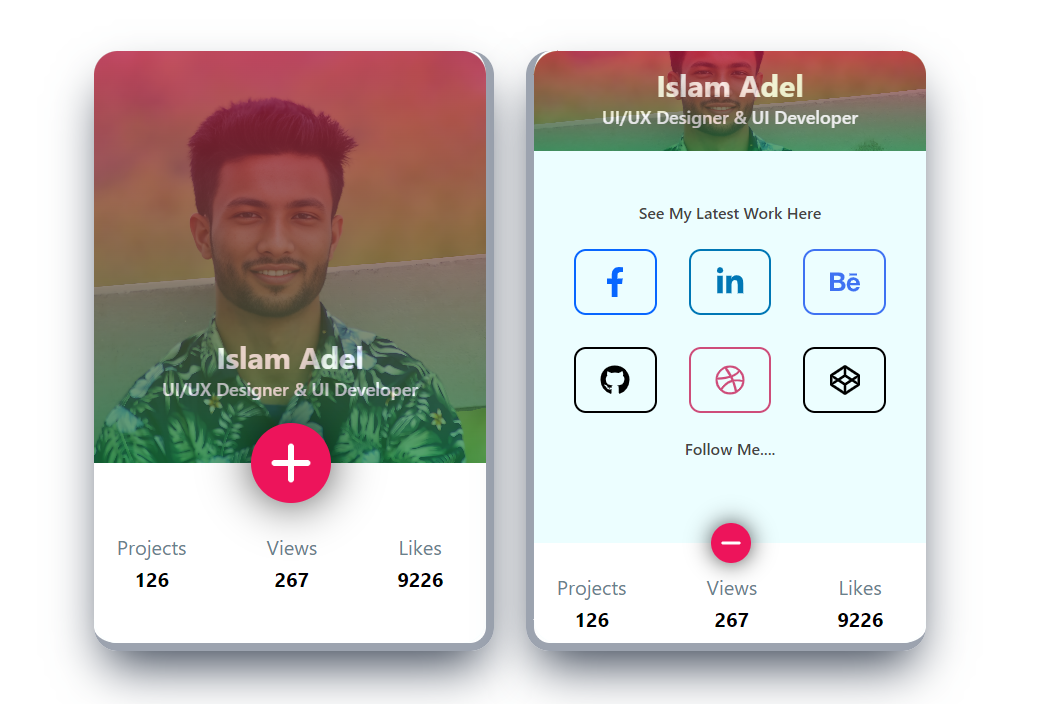 Islam Adel
UI/UX Designer & UI Developer
Projects Views Likes
126 267 9226
Islam Adel
UI/UX Designer & UI Developer
See My Latest Work Here
f in Bē
Follow Me....
Projects Views Likes
126 267 9226